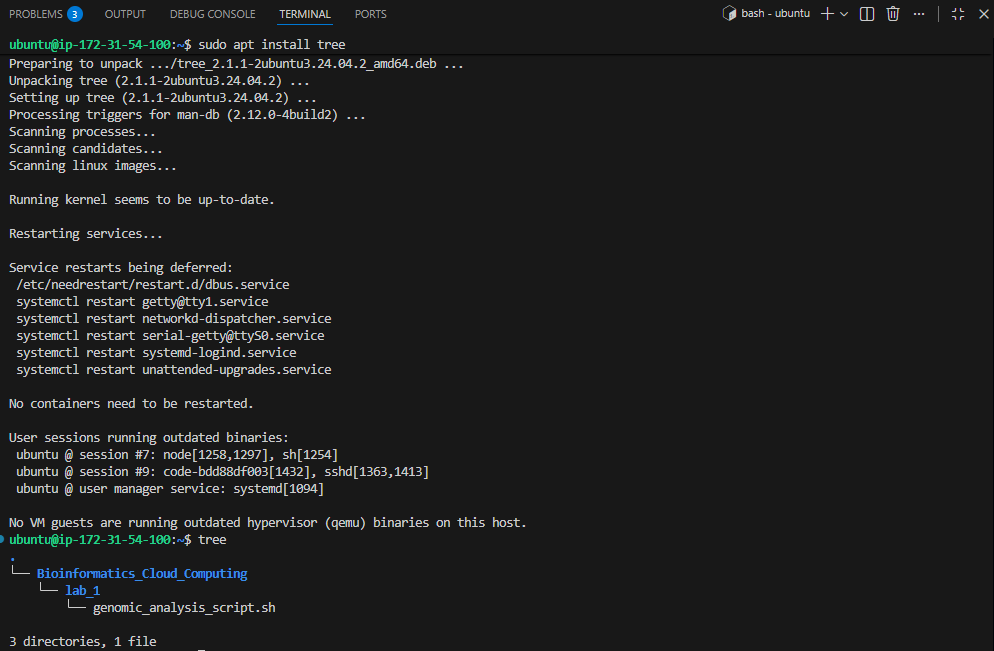 PROBLEMS 3 OUTPUT DEBUG CONSOLE TERMINAL PORTS bash - ubuntu
ubuntu@ip-172-31-54-100:~$ sudo apt install tree
Preparing to unpack .../tree_2.1.1-2ubuntu3.24.04.2_amd64.deb ...
Unpacking tree (2.1.1-2ubuntu3.24.04.2) ...
Setting up tree (2.1.1-2ubuntu3.24.04.2) ...
Processing triggers for man-db (2.12.0-4build2) ...
Scanning processes...
Scanning candidates...
Scanning linux images...
Running kernel seems to be up-to-date.
Restarting services...
Service restarts being deferred:
 /etc/needrestart/restart.d/dbus.service
 systemctl restart getty@tty1.service
 systemctl restart networkd-dispatcher.service
 systemctl restart serial-getty@ttyS0.service
 systemctl restart systemd-logind.service
 systemctl restart unattended-upgrades.service
No containers need to be restarted.
User sessions running outdated binaries:
 ubuntu @ session #7: node[1258,1297], sh[1254]
 ubuntu @ session #9: code-bdd88df003[1432], sshd[1363,1413]
 ubuntu @ user manager service: systemd[1094]
No VM guests are running outdated hypervisor (qemu) binaries on this host.
ubuntu@ip-172-31-54-100:~$ tree
.
└── Bioinformatics_Cloud_Computing
    └── lab_1
        └── genomic_analysis_script.sh
3 directories, 1 file